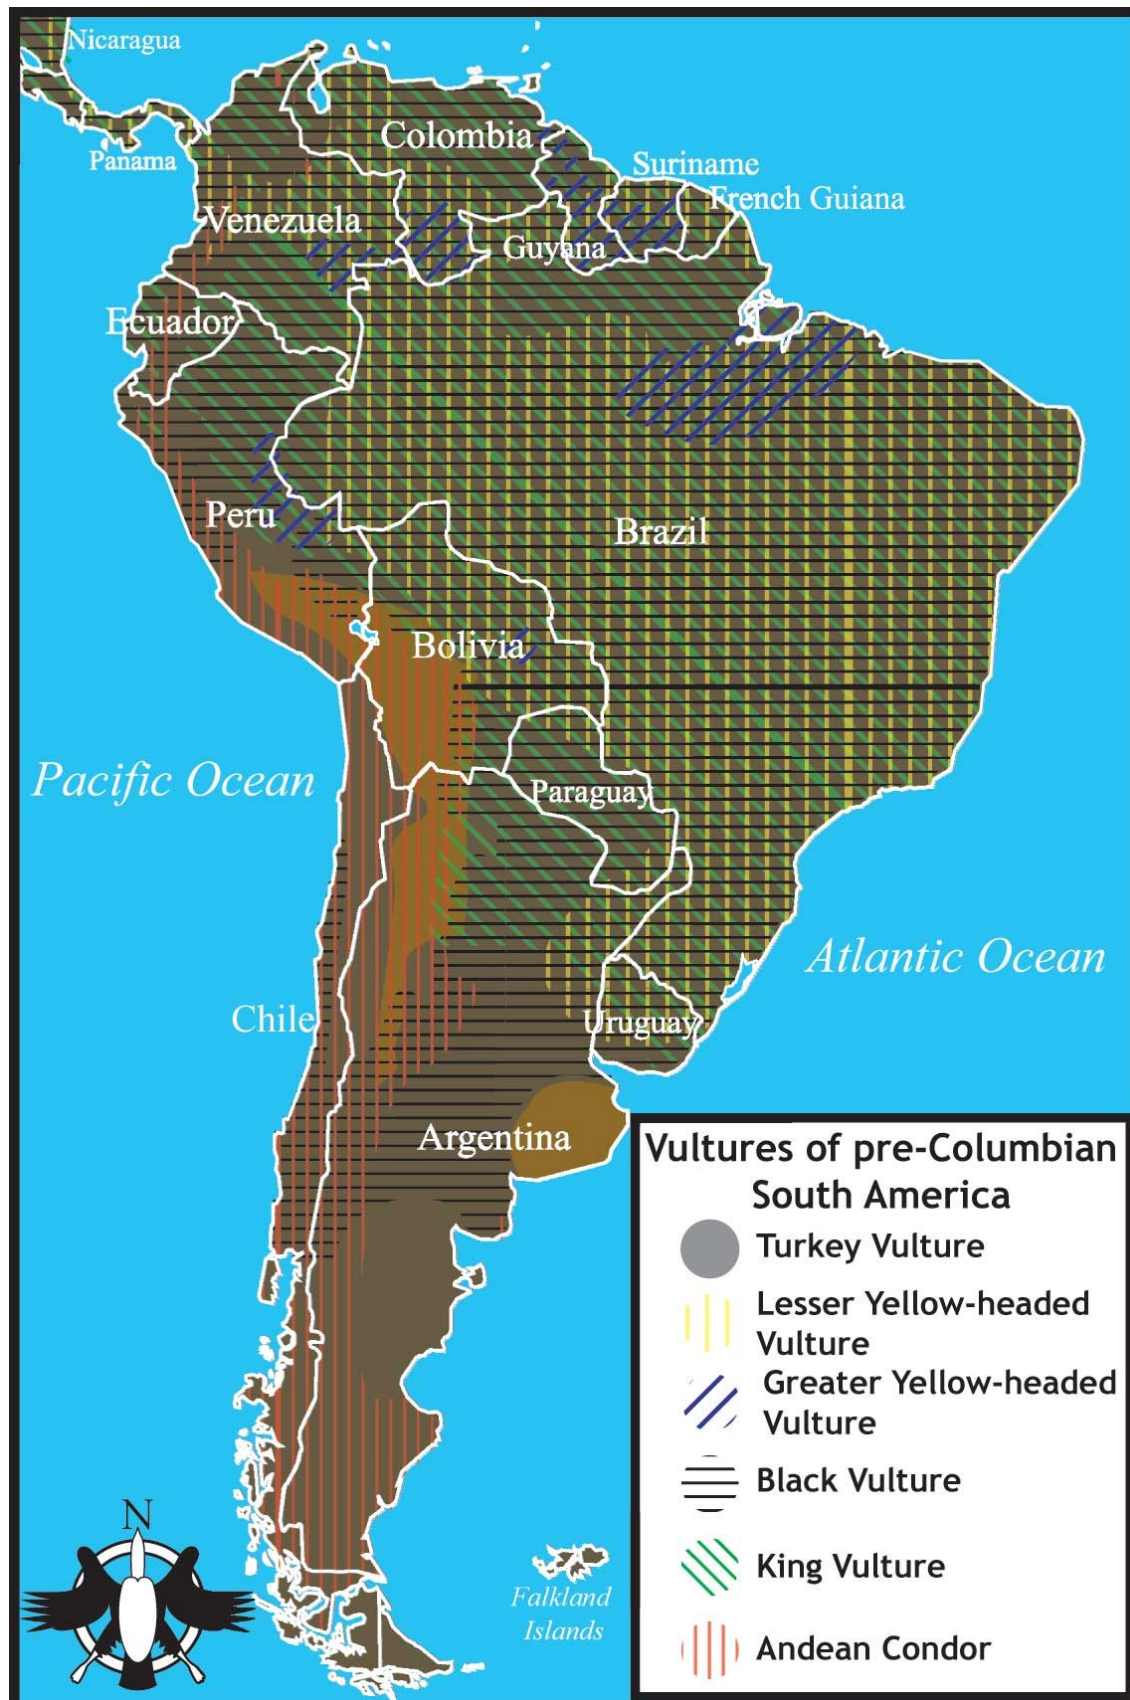 Nicaragua
Colombia
Panama
Suriname
French Guiana
Venezuela
Guyana
Ecuador
Peru
Brazil
Bolivia
Pacific Ocean
Paraguay
Atlantic Ocean
Chile
Uruguay
Argentina
Vultures of pre-Columbian
South America
Turkey Vulture
Lesser Yellow-headed
Vulture
Greater Yellow-headed
Vulture
Black Vulture
King Vulture
Andean Condor
N
Falkland
Islands